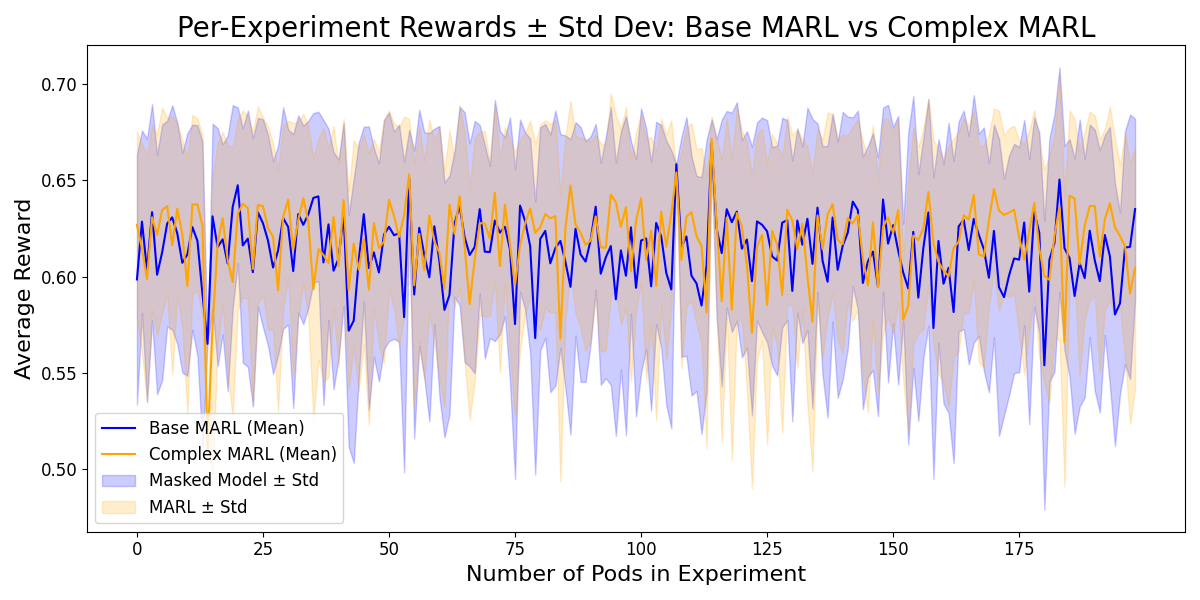 Per-Experiment Rewards ± Std Dev: Base MARL vs Complex MARL
Average Reward
0.70
0.65
0.60
0.55
0.50
Base MARL (Mean)
Complex MARL (Mean)
Masked Model ± Std
MARL ± Std
0 25 50 75 100 125 150 175
Number of Pods in Experiment